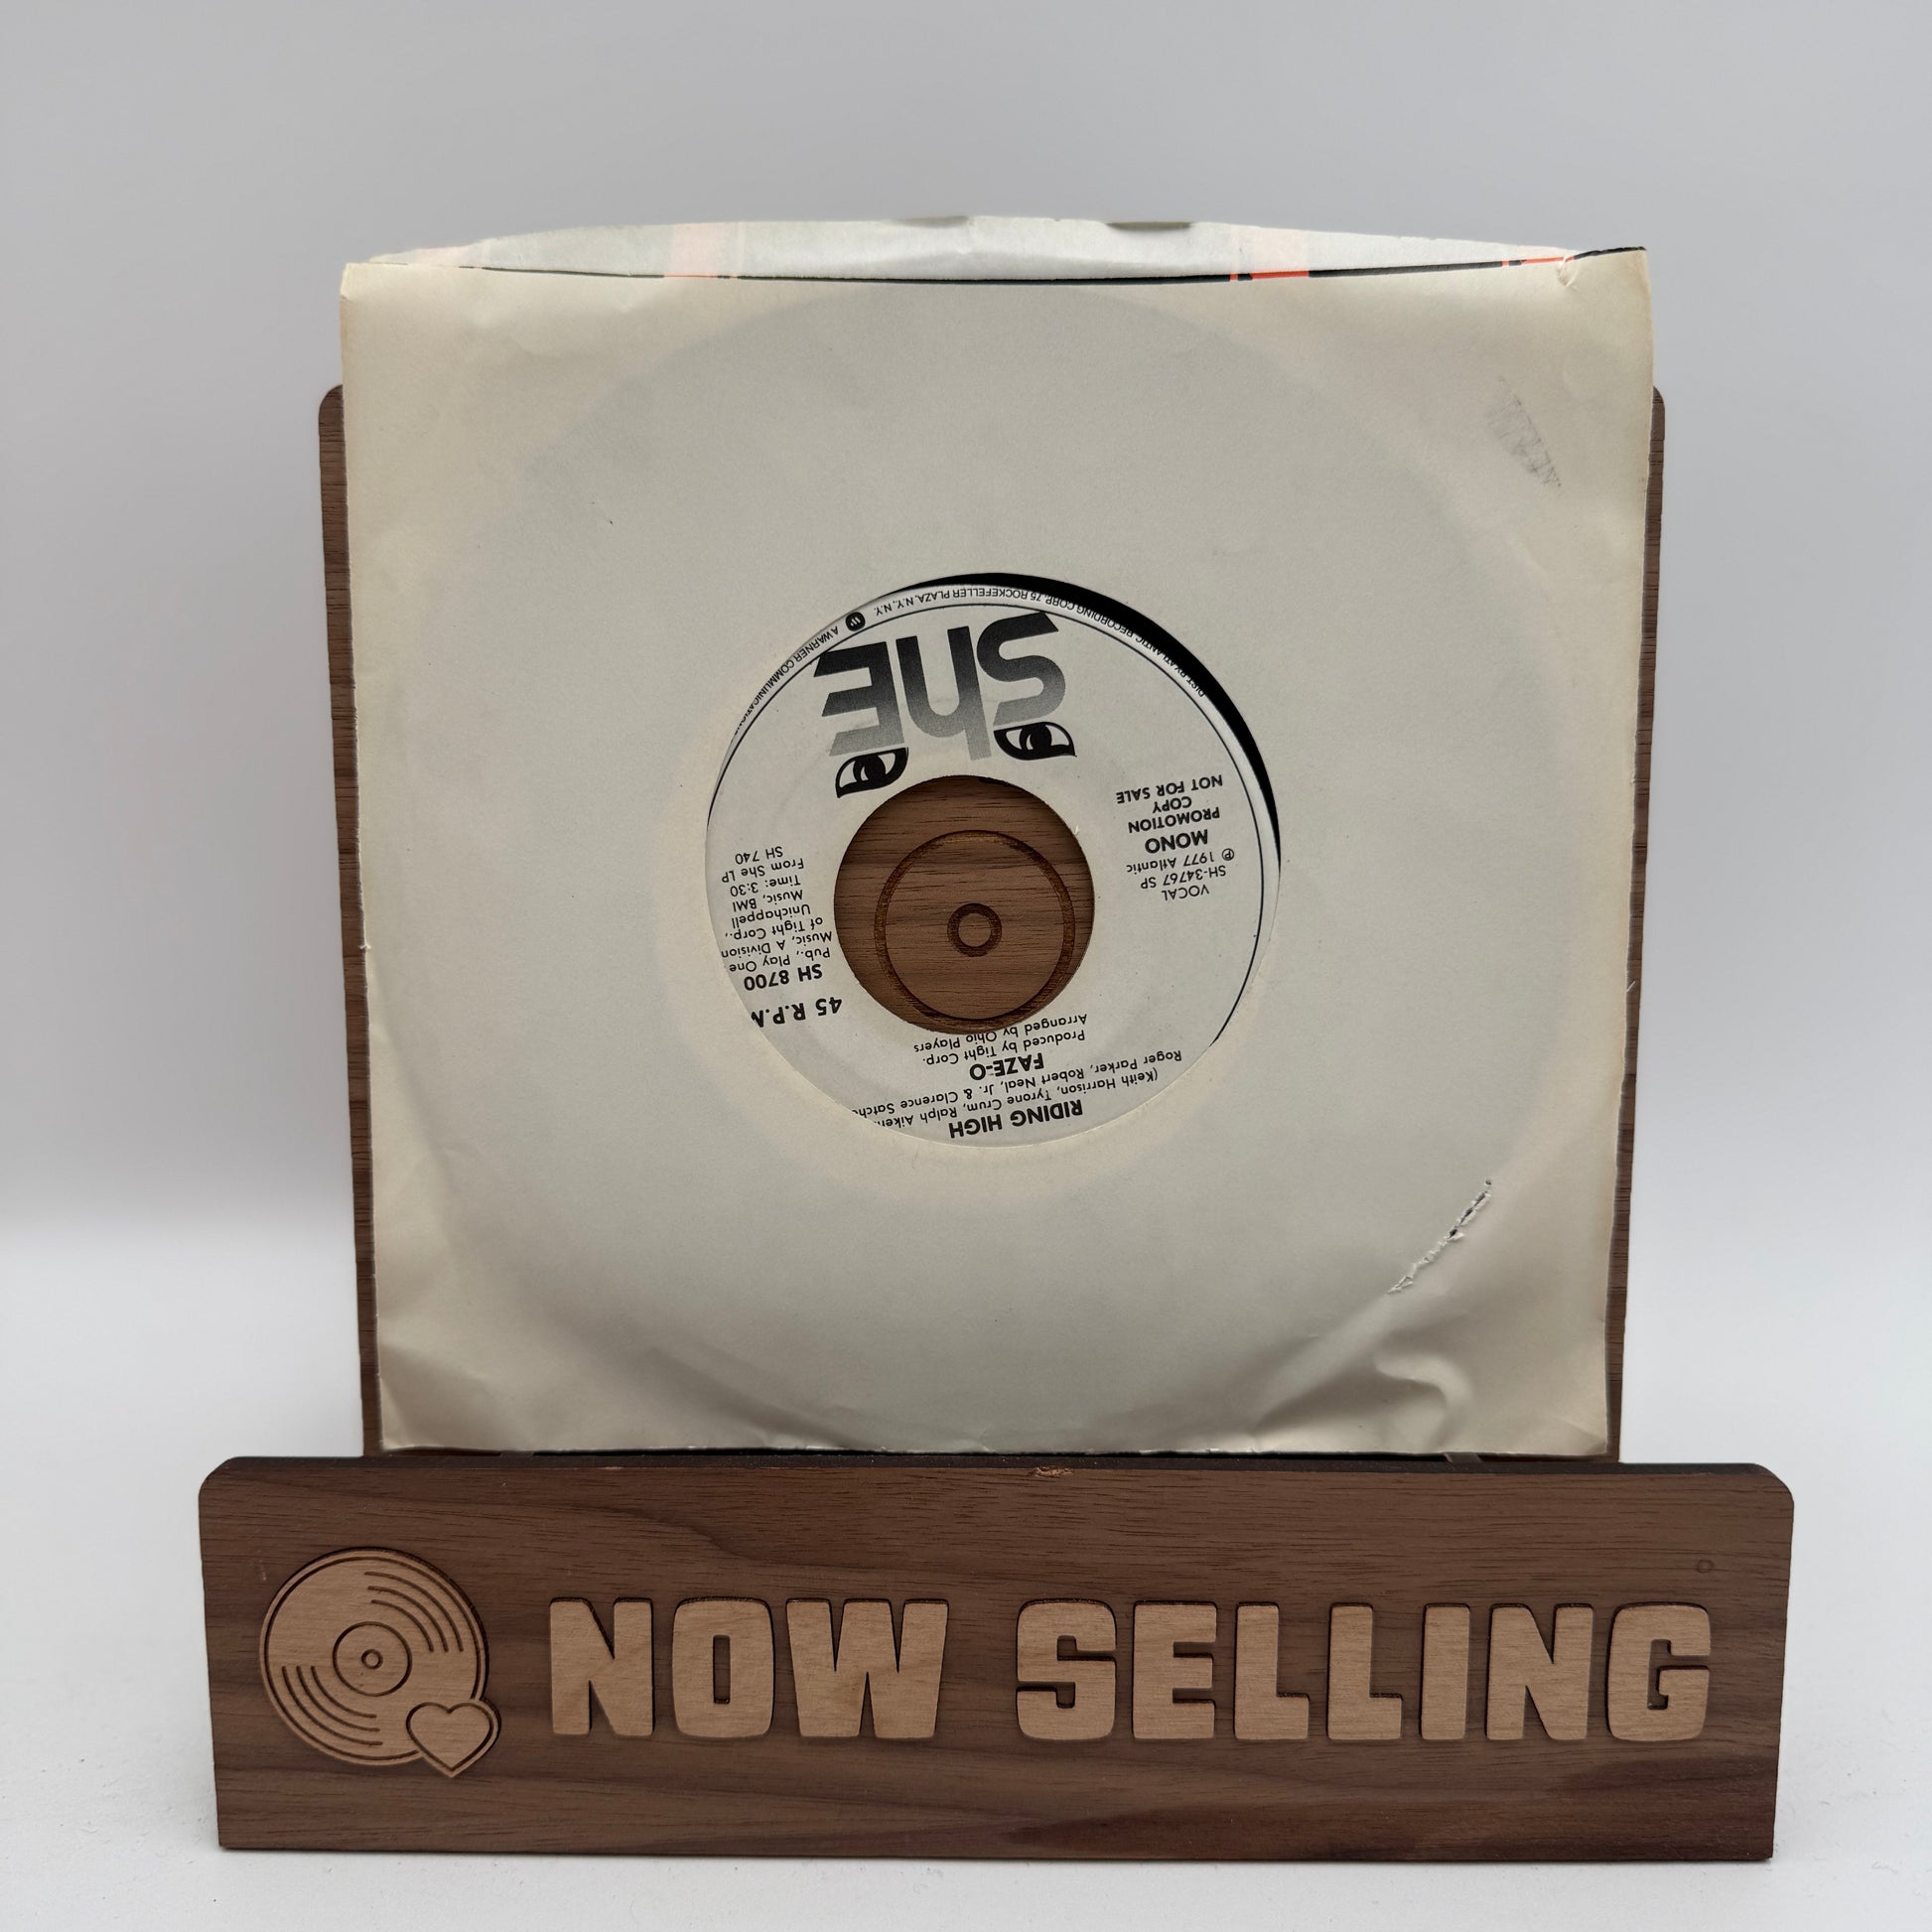 shE
DIST. BY ATLANTIC RECORDING CORP. 75 ROCKEFELLER PLAZA, N.Y. N.Y.
A WARNER COMMUNICATIONS
VOCAL
SH-34767 SP
℗ 1977 Atlantic
MONO
PROMOTION
COPY
NOT FOR SALE
45 R.P.M
SH 8700
Pub., Play One
Music, A Division
of Tight Corp.,
Unichappell
Music, BMI
Time: 3:30
From She LP
SH 740
RIDING HIGH
(Keith Harrison, Tyrone Crum, Ralph Aiken
Roger Parker, Robert Neal, Jr. & Clarence Satch
FAZE-O
Produced by Tight Corp.
Arranged by Ohio Players
NOW SELLING